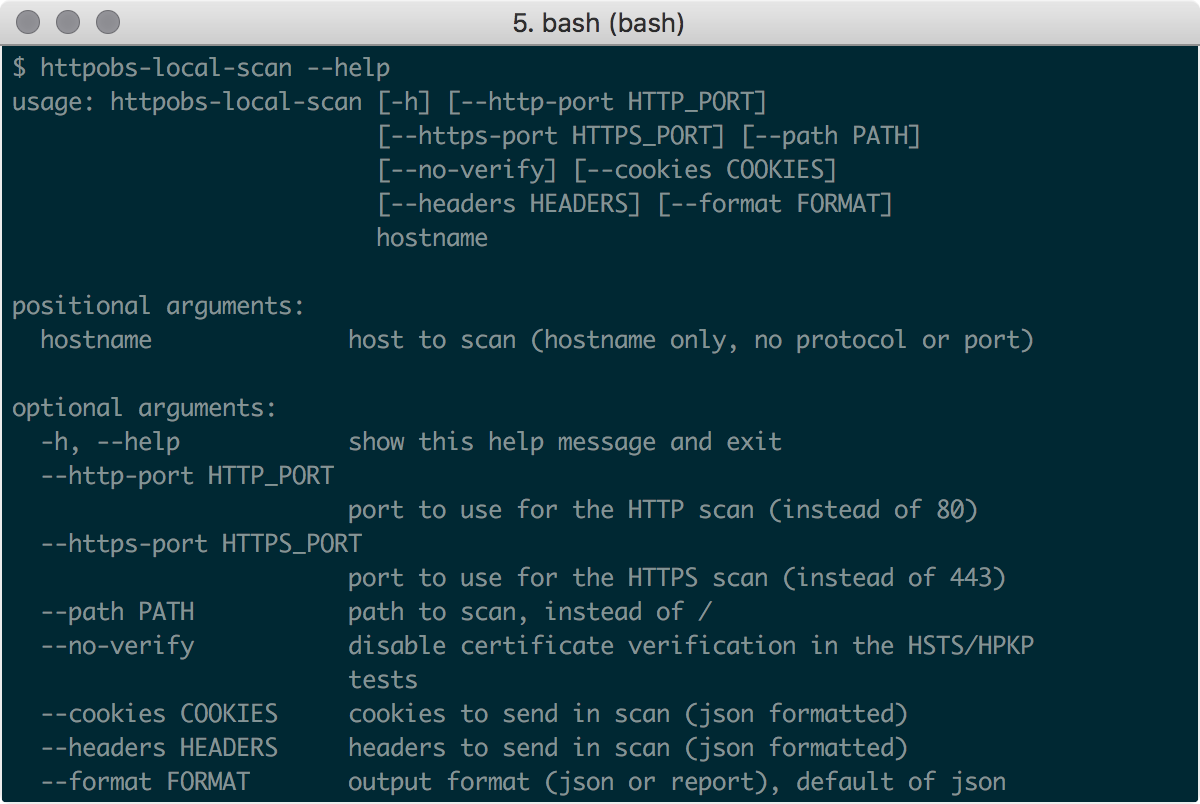 5. bash (bash)
$ httpobs-local-scan --help
usage: httpobs-local-scan [-h] [--http-port HTTP_PORT]
[--https-port HTTPS_PORT] [--path PATH]
[--no-verify] [--cookies COOKIES]
[--headers HEADERS] [--format FORMAT]
hostname
positional arguments:
hostname host to scan (hostname only, no protocol or port)
optional arguments:
-h, --help show this help message and exit
--http-port HTTP_PORT
port to use for the HTTP scan (instead of 80)
--https-port HTTPS_PORT
port to use for the HTTPS scan (instead of 443)
--path PATH path to scan, instead of /
--no-verify disable certificate verification in the HSTS/HPKP
tests
--cookies COOKIES cookies to send in scan (json formatted)
--headers HEADERS headers to send in scan (json formatted)
--format FORMAT output format (json or report), default of json